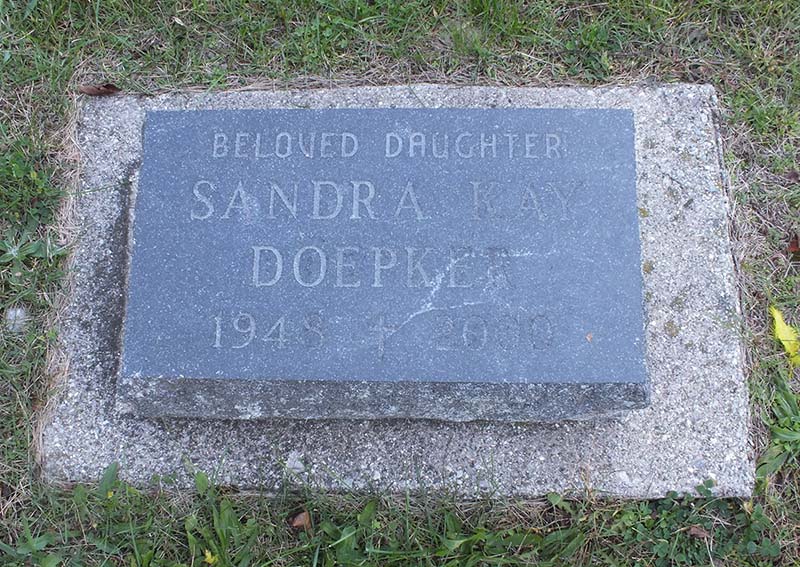 BELOVED DAUGHTER
SANDRA KAY
DOEPKER
1948 ✝ 2000